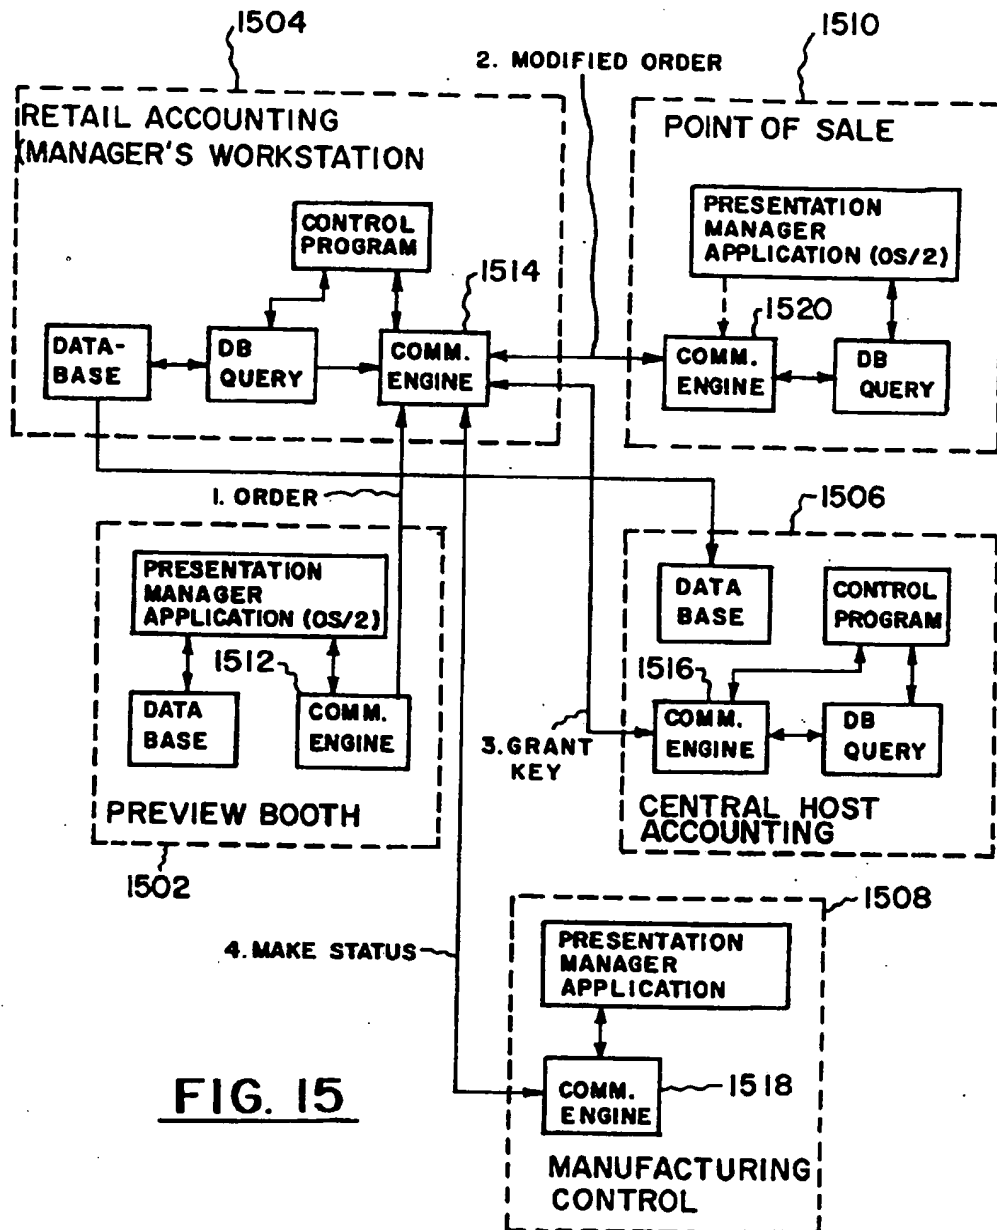 1504
1510
2. MODIFIED ORDER
RETAIL ACCOUNTING
(MANAGER'S WORKSTATION
POINT OF SALE
CONTROL
PROGRAM
PRESENTATION
MANAGER
APPLICATION (OS/2)
1514
1520
DATA-
BASE
DB
QUERY
COMM.
ENGINE
COMM.
ENGINE
DB
QUERY
1. ORDER
1506
PRESENTATION
MANAGER
APPLICATION (OS/2)
DATA
BASE
CONTROL
PROGRAM
1512
1516
DATA
BASE
COMM.
ENGINE
COMM.
ENGINE
DB
QUERY
3. GRANT
KEY
PREVIEW BOOTH
CENTRAL HOST
ACCOUNTING
1502
1508
4. MAKE STATUS
PRESENTATION
MANAGER
APPLICATION
COMM.
ENGINE
1518
FIG. 15
MANUFACTURING
CONTROL